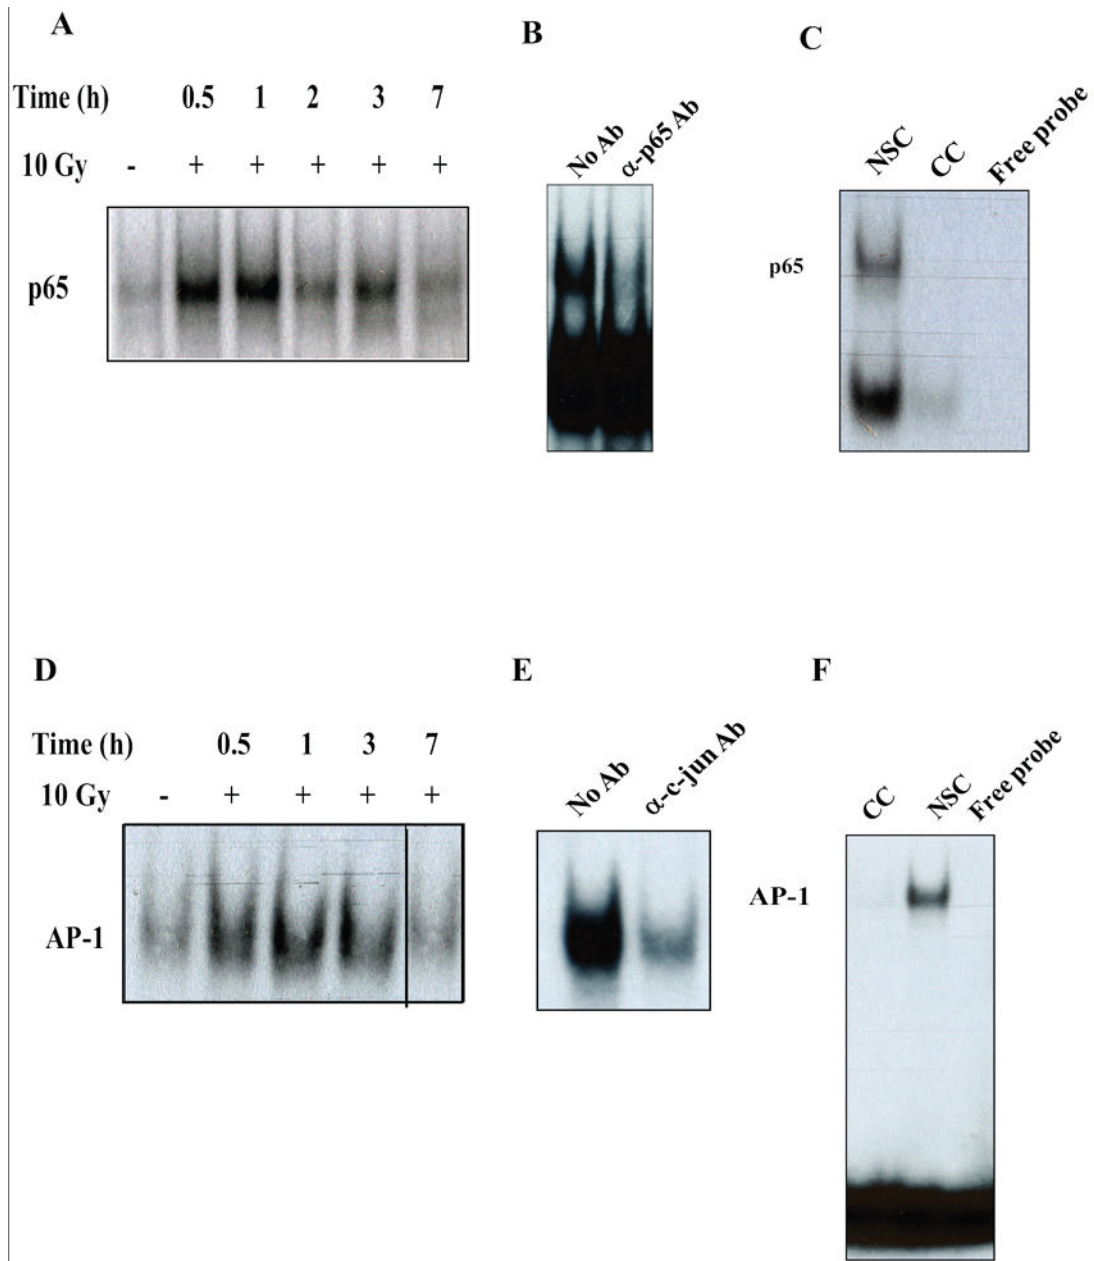 A
Time (h) 0.5 1 2 3 7
10 Gy - + + + + +
p65
B
No Ab α-p65 Ab
C
NSC CC Free probe
p65
D
Time (h) 0.5 1 3 7
10 Gy - + + + +
AP-1
E
No Ab α-c-jun Ab
F
CC NSC Free probe
AP-1